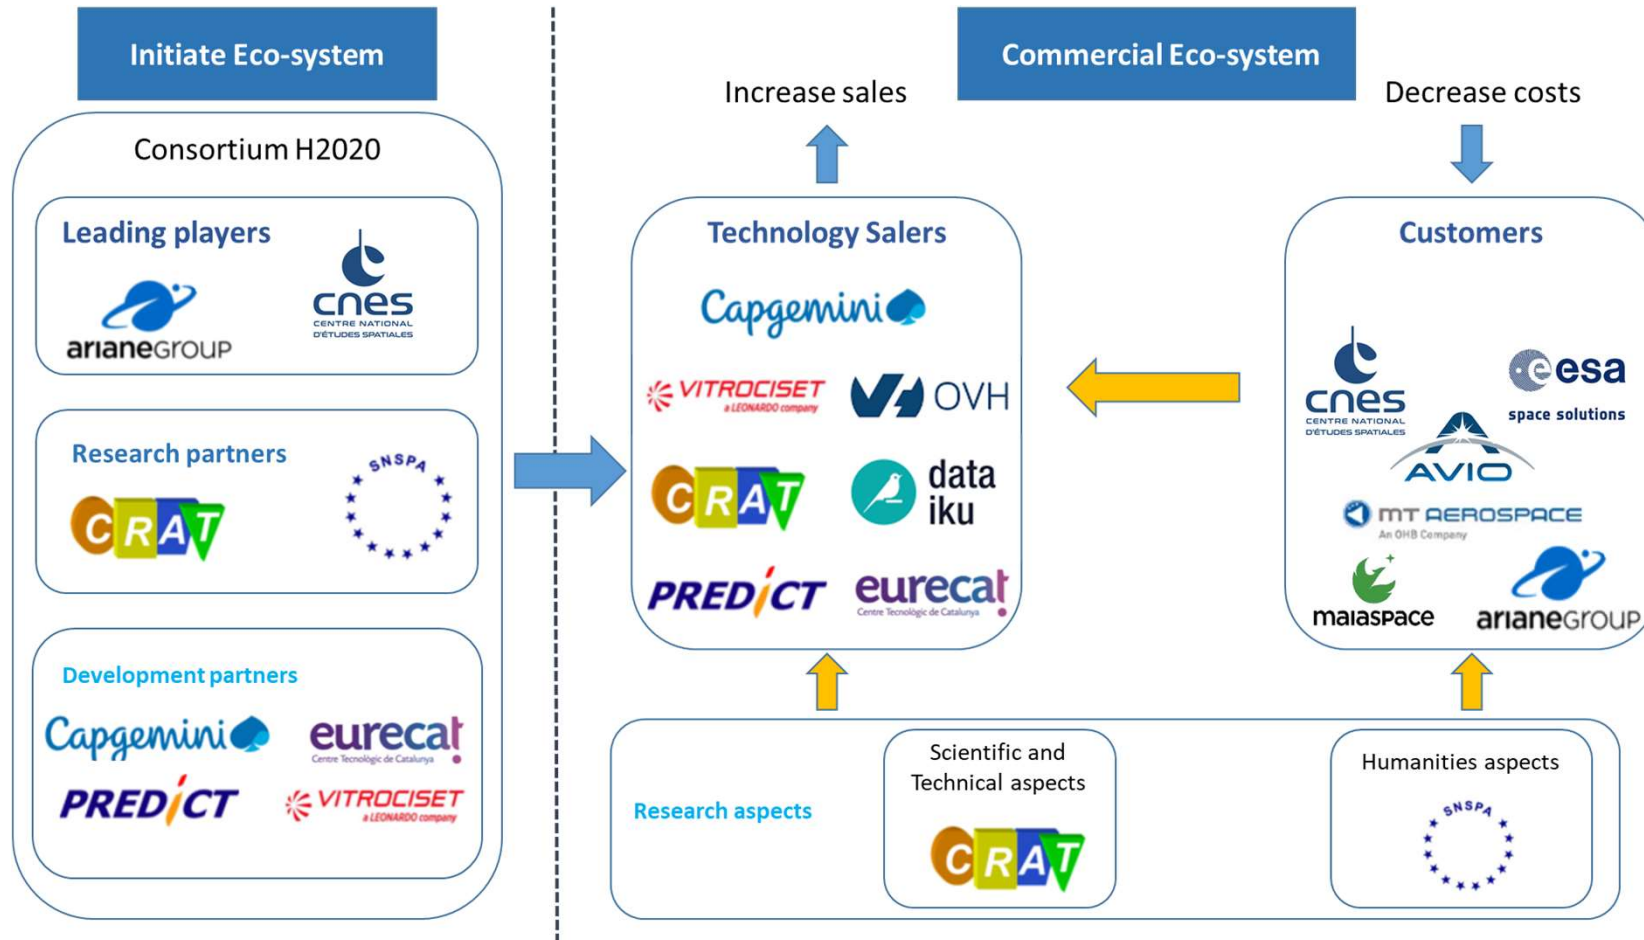 Initiate Eco-system
Consortium H2020
Leading players
arianeGROUP
cnes
CENTRE NATIONAL
D'ÉTUDES SPATIALES
Research partners
CRAT
SNSPA
Development partners
Capgemini
eurecat
Centre Tecnològic de Catalunya
PREDiCT
VITROCISET
a LEONARDO company
Commercial Eco-system
Increase sales
Decrease costs
Technology Salers
Capgemini
VITROCISET
a LEONARDO company
OVH
CRAT
data
iku
PREDiCT
eurecat
Centre Tecnològic de Catalunya
Customers
cnes
CENTRE NATIONAL
D'ÉTUDES SPATIALES
esa
space solutions
AVIO
MT AEROSPACE
An OHB Company
maiaspace
arianeGROUP
Research aspects
Scientific and
Technical aspects
CRAT
Humanities aspects
SNSPA